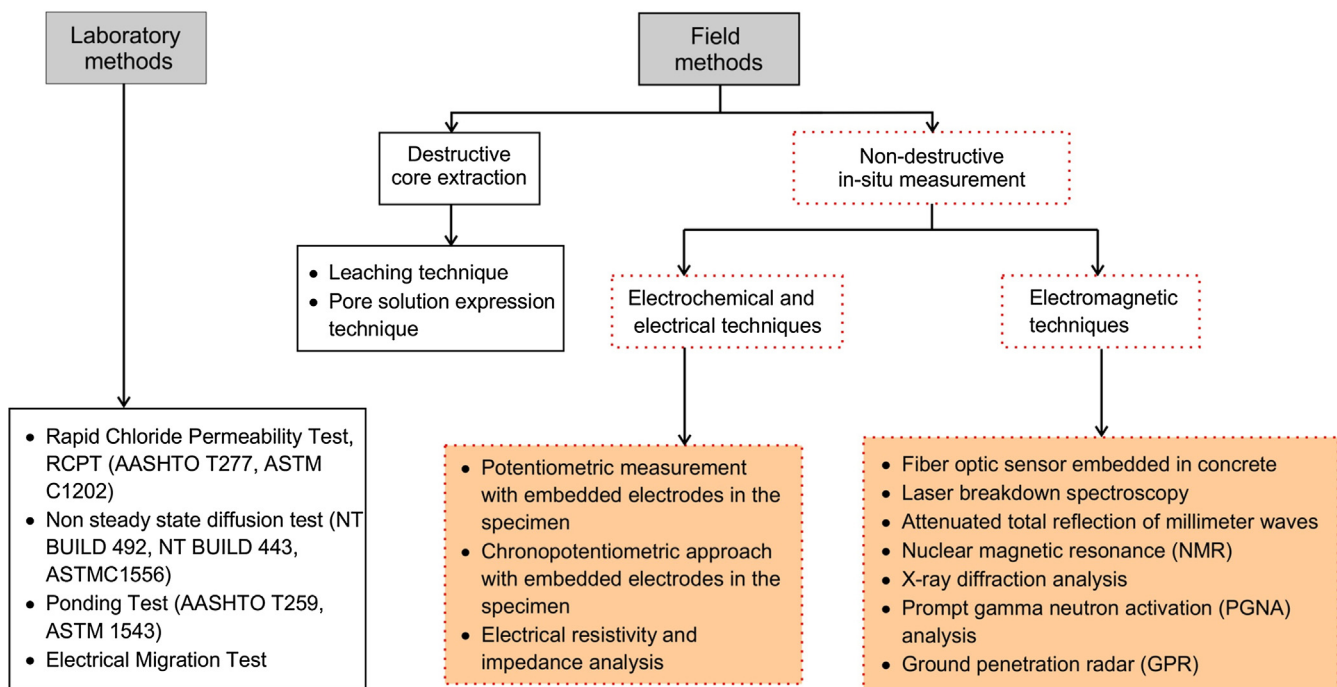 Laboratory
methods
Field
methods
Destructive
core extraction
Non-destructive
in-situ measurement
• Leaching technique
• Pore solution expression
technique
Electrochemical and
electrical techniques
Electromagnetic
techniques
• Rapid Chloride Permeability Test,
RCPT (AASHTO T277, ASTM
C1202)
• Non steady state diffusion test (NT
BUILD 492, NT BUILD 443,
ASTMC1556)
• Ponding Test (AASHTO T259,
ASTM 1543)
• Electrical Migration Test
• Potentiometric measurement
with embedded electrodes in the
specimen
• Chronopotentiometric approach
with embedded electrodes in the
specimen
• Electrical resistivity and
impedance analysis
• Fiber optic sensor embedded in concrete
• Laser breakdown spectroscopy
• Attenuated total reflection of millimeter waves
• Nuclear magnetic resonance (NMR)
• X-ray diffraction analysis
• Prompt gamma neutron activation (PGNA)
analysis
• Ground penetration radar (GPR)